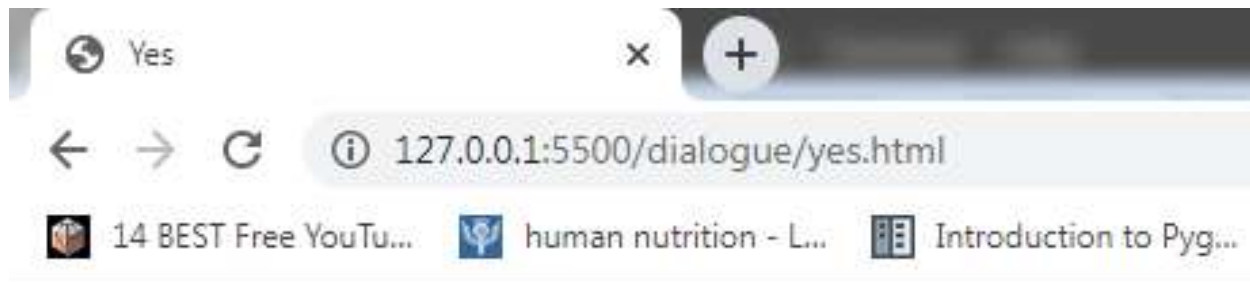 Yes
127.0.0.1:5500/dialogue/yes.html
14 BEST Free YouTu... human nutrition - L... Introduction to Pyg...